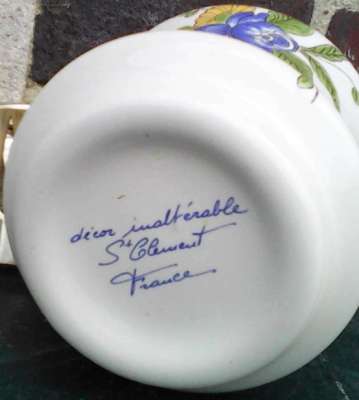 décor inaltérable
St Clement
France